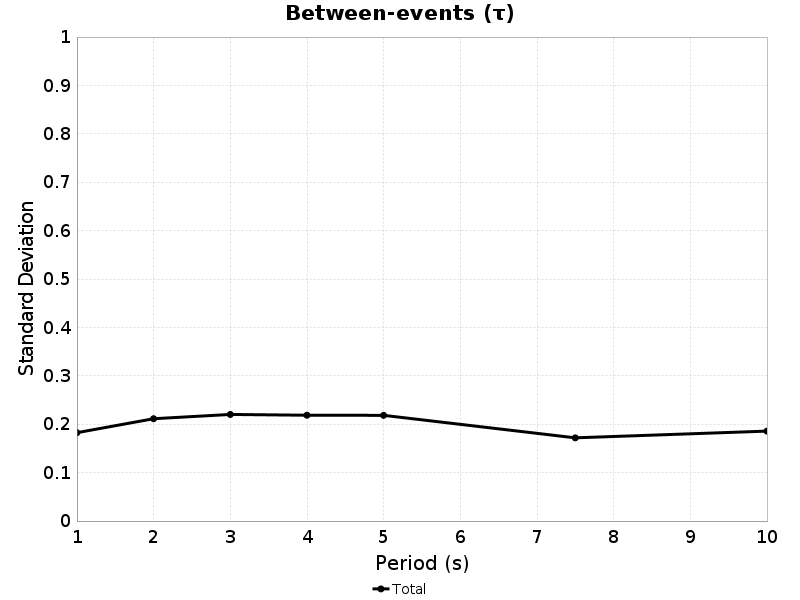 Between-events (τ)
Standard Deviation
1
0.9
0.8
0.7
0.6
0.5
0.4
0.3
0.2
0.1
0
1 2 3 4 5 6 7 8 9 10
Period (s)
Total